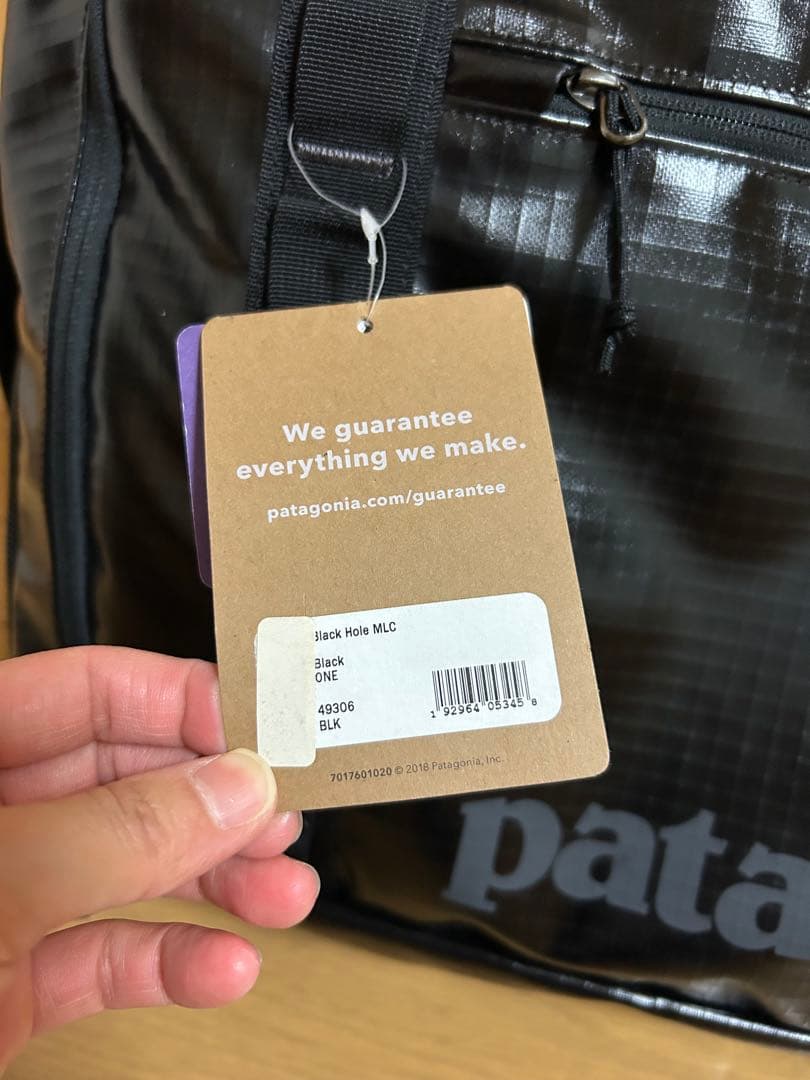 We guarantee
everything we make.
patagonia.com/guarantee
Black Hole MLC
Black
ONE
49306
BLK
1 92964 05345 8
7017601020 © 2018 Patagonia, Inc.
pata